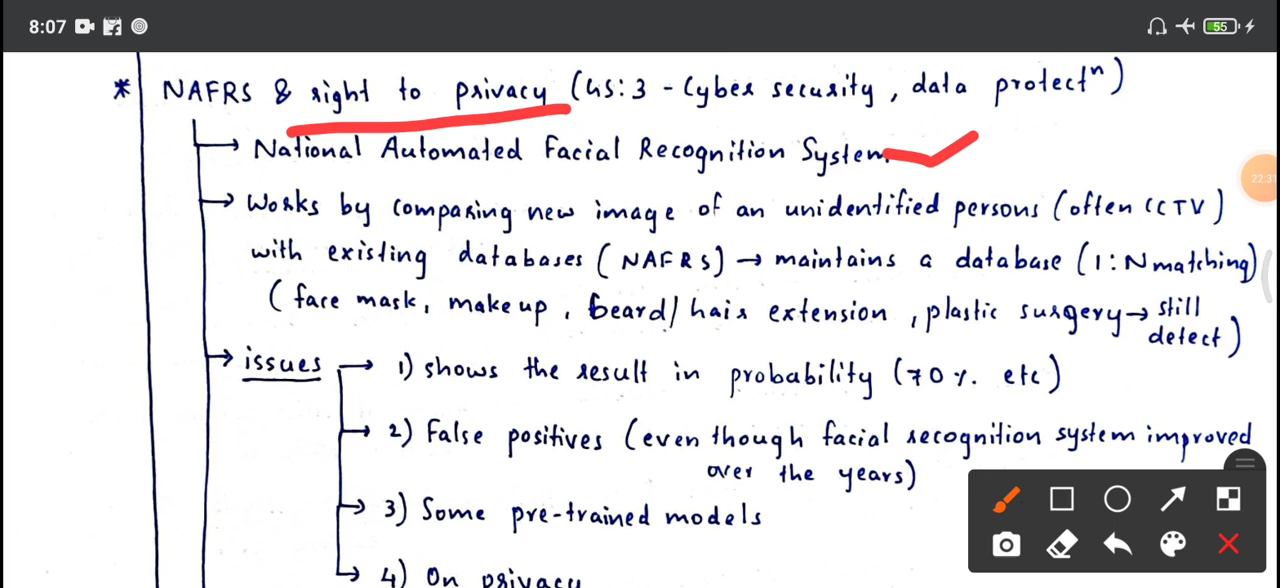 8:07
55
* NAFRS & right to privacy (GS:3 - Cyber security, data protectⁿ)
→ National Automated Facial Recognition System
22:31
→ Works by comparing new image of an unidentified persons (often CCTV)
with existing databases (NAFRS) → maintains a database (1:N matching)
(face mask, makeup, beard/hair extension, plastic surgery → still
detect)
→ issues → 1) shows the result in probability (70%. etc)
→ 2) False positives (even though facial recognition system improved
over the years)
→ 3) Some pre-trained models
→ 4) On privacy